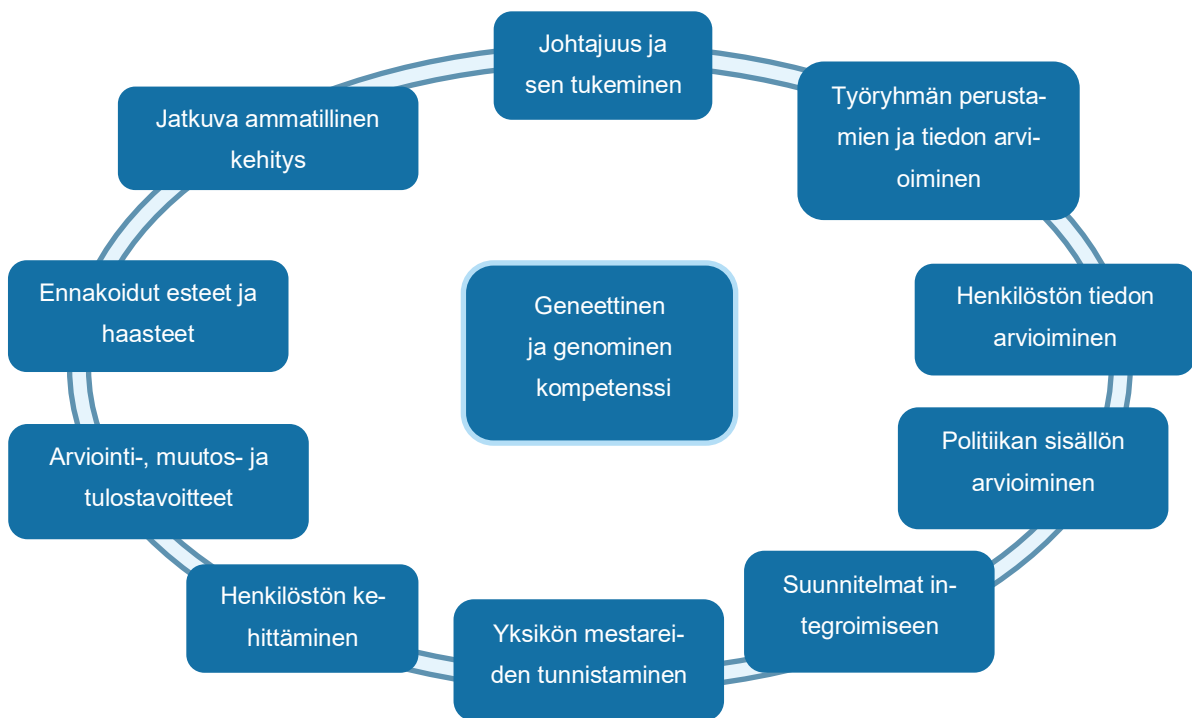 Johtajuus ja
sen tukeminen
Työryhmän perusta-
mien ja tiedon arvi-
oiminen
Henkilöstön tiedon
arvioiminen
Politiikan sisällön
arvioiminen
Suunnitelmat in-
tegroimiseen
Yksikön mestarei-
den tunnistaminen
Henkilöstön ke-
hittäminen
Arviointi-, muutos- ja
tulostavoitteet
Ennakoidut esteet ja
haasteet
Jatkuva ammatillinen
kehitys
Geneettinen
ja genominen
kompetenssi